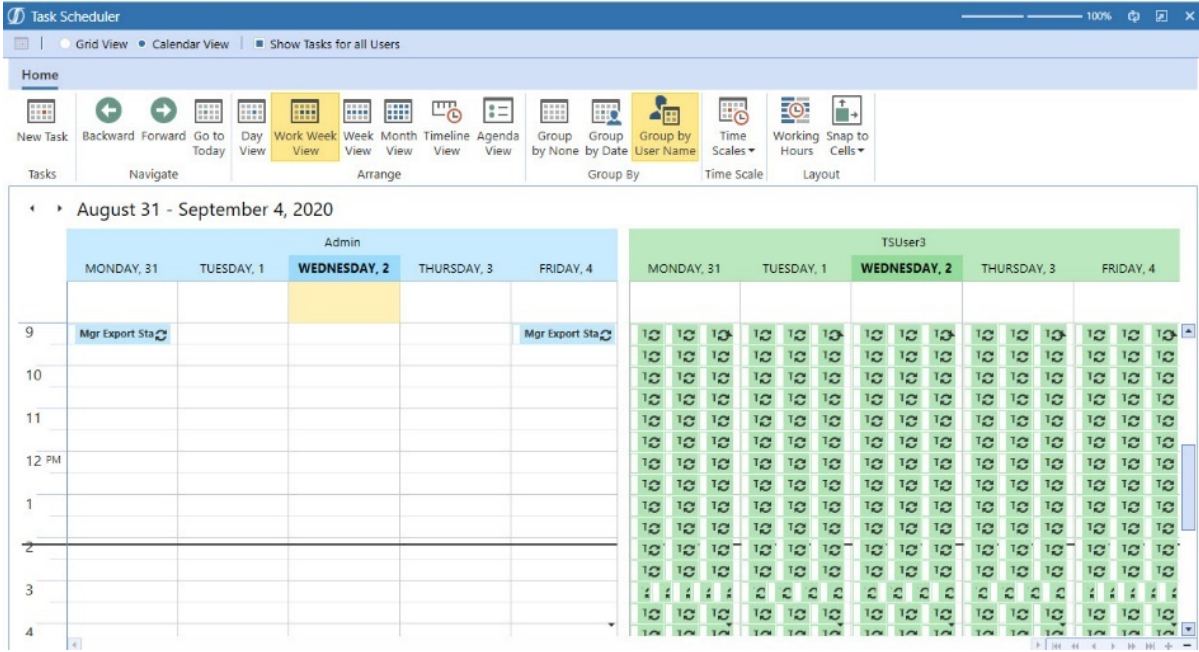 Task Scheduler 100%
Grid View Calendar View Show Tasks for all Users
Home
New Task Backward Forward Go to Today Day View Work Week View Week View Month View Timeline View Agenda View Group by None Group by Date Group by User Name Time Scales Working Hours Snap to Cells
Tasks Navigate Arrange Group By Time Scale Layout
August 31 - September 4, 2020
Admin TSUser3
MONDAY, 31 TUESDAY, 1 WEDNESDAY, 2 THURSDAY, 3 FRIDAY, 4 MONDAY, 31 TUESDAY, 1 WEDNESDAY, 2 THURSDAY, 3 FRIDAY, 4
9 Mgr Export Sta Mgr Export Sta
10
11
12 PM
1
2
3
4